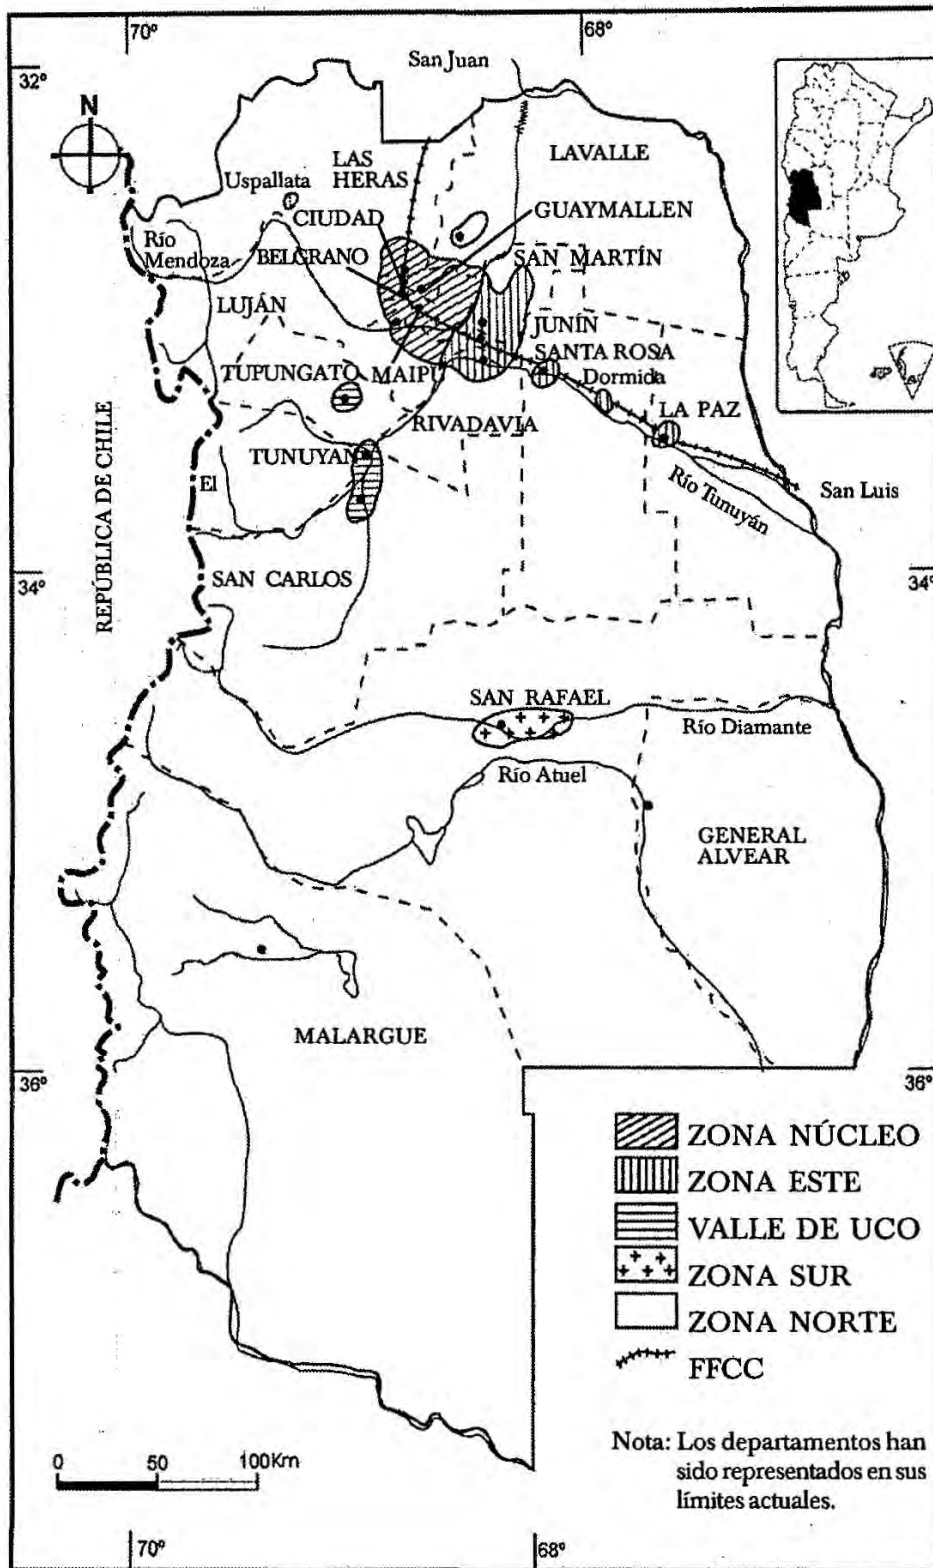 70°
68°
32°
San Juan
N
LAS
HERAS
LAVALLE
Uspallata
CIUDAD
GUAYMALLEN
Río
Mendoza
BELGRANO
SAN MARTÍN
LUJÁN
JUNÍN
SANTA ROSA
TUPUNGATO
MAIPÚ
Dormida
LA PAZ
RIVADAVIA
TUNUYÁN
REPÚBLICA DE CHILE
El
Río Tunuyán
San Luis
34°
SAN CARLOS
34°
SAN RAFAEL
Río Diamante
Río Atuel
GENERAL
ALVEAR
MALARGUE
36°
36°
ZONA NÚCLEO
ZONA ESTE
VALLE DE UCO
ZONA SUR
ZONA NORTE
FFCC
0 50 100Km
Nota: Los departamentos han
sido representados en sus
límites actuales.
70°
68°